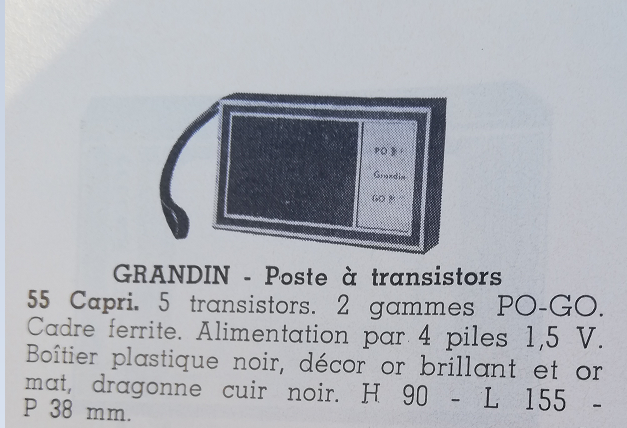 PO
Grandin
GO
GRANDIN - Poste à transistors
55 Capri. 5 transistors. 2 gammes PO-GO.
Cadre ferrite. Alimentation par 4 piles 1,5 V.
Boîtier plastique noir, décor or brillant et or
mat, dragonne cuir noir. H 90 - L 155 -
P 38 mm.